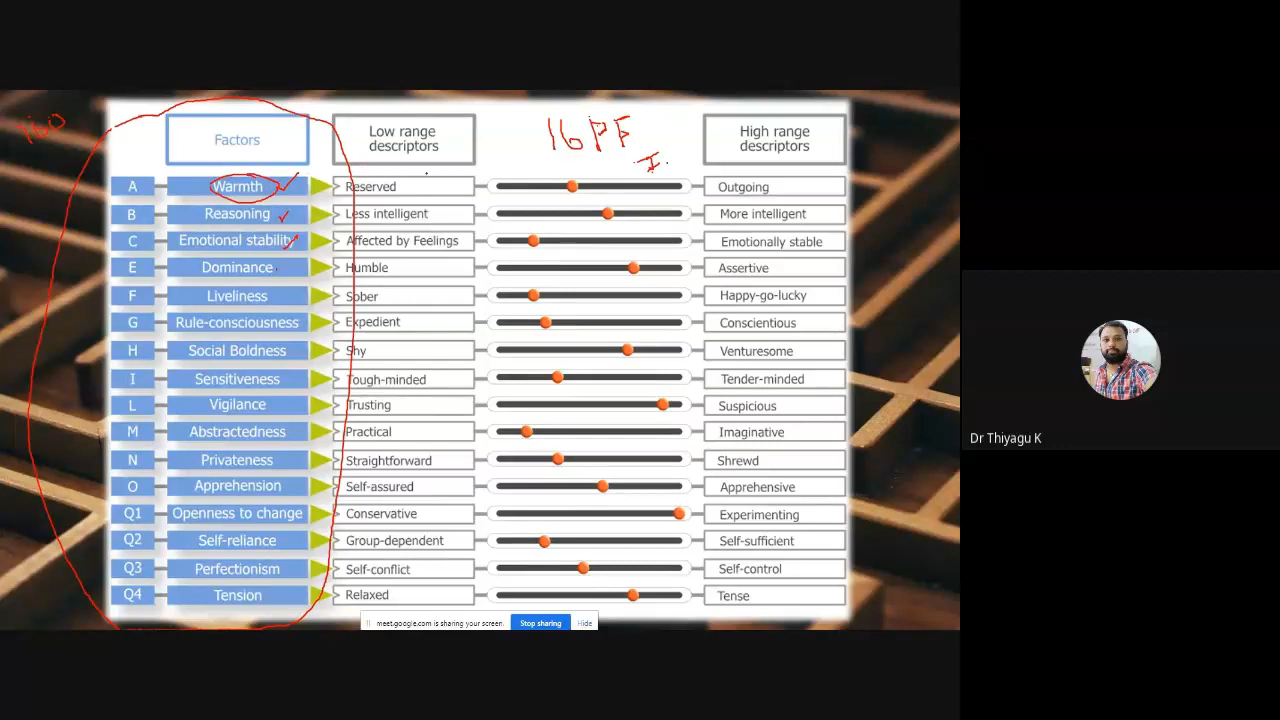 160
16 PF
I
Factors
Low range descriptors
High range descriptors
A Warmth Reserved Outgoing
B Reasoning Less intelligent More intelligent
C Emotional stability Affected by Feelings Emotionally stable
E Dominance Humble Assertive
F Liveliness Sober Happy-go-lucky
G Rule-consciousness Expedient Conscientious
H Social Boldness Shy Venturesome
I Sensitiveness Tough-minded Tender-minded
L Vigilance Trusting Suspicious
M Abstractedness Practical Imaginative
N Privateness Straightforward Shrewd
O Apprehension Self-assured Apprehensive
Q1 Openness to change Conservative Experimenting
Q2 Self-reliance Group-dependent Self-sufficient
Q3 Perfectionism Self-conflict Self-control
Q4 Tension Relaxed Tense
meet.google.com is sharing your screen. Stop sharing Hide
Dr Thiyagu K